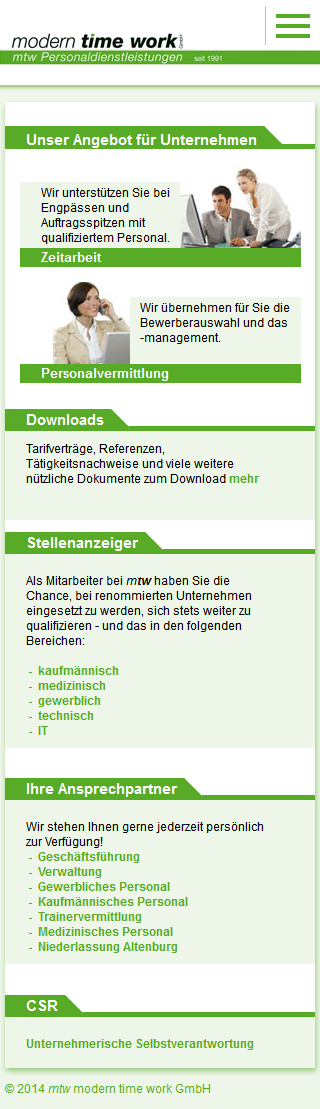 modern time work GmbH
mtw Personaldienstleistungen seit 1991
Unser Angebot für Unternehmen
Wir unterstützen Sie bei
Engpässen und
Auftragsspitzen mit
qualifiziertem Personal.
Zeitarbeit
Wir übernehmen für Sie die
Bewerberauswahl und das
-management.
Personalvermittlung
Downloads
Tarifverträge, Referenzen,
Tätigkeitsnachweise und viele weitere
nützliche Dokumente zum Download mehr
Stellenanzeiger
Als Mitarbeiter bei mtw haben Sie die
Chance, bei renommierten Unternehmen
eingesetzt zu werden, sich stets weiter zu
qualifizieren - und das in den folgenden
Bereichen:
- kaufmännisch
- medizinisch
- gewerblich
- technisch
- IT
Ihre Ansprechpartner
Wir stehen Ihnen gerne jederzeit persönlich
zur Verfügung!
- Geschäftsführung
- Verwaltung
- Gewerbliches Personal
- Kaufmännisches Personal
- Trainervermittlung
- Medizinisches Personal
- Niederlassung Altenburg
CSR
Unternehmerische Selbstverantwortung
© 2014 mtw modern time work GmbH